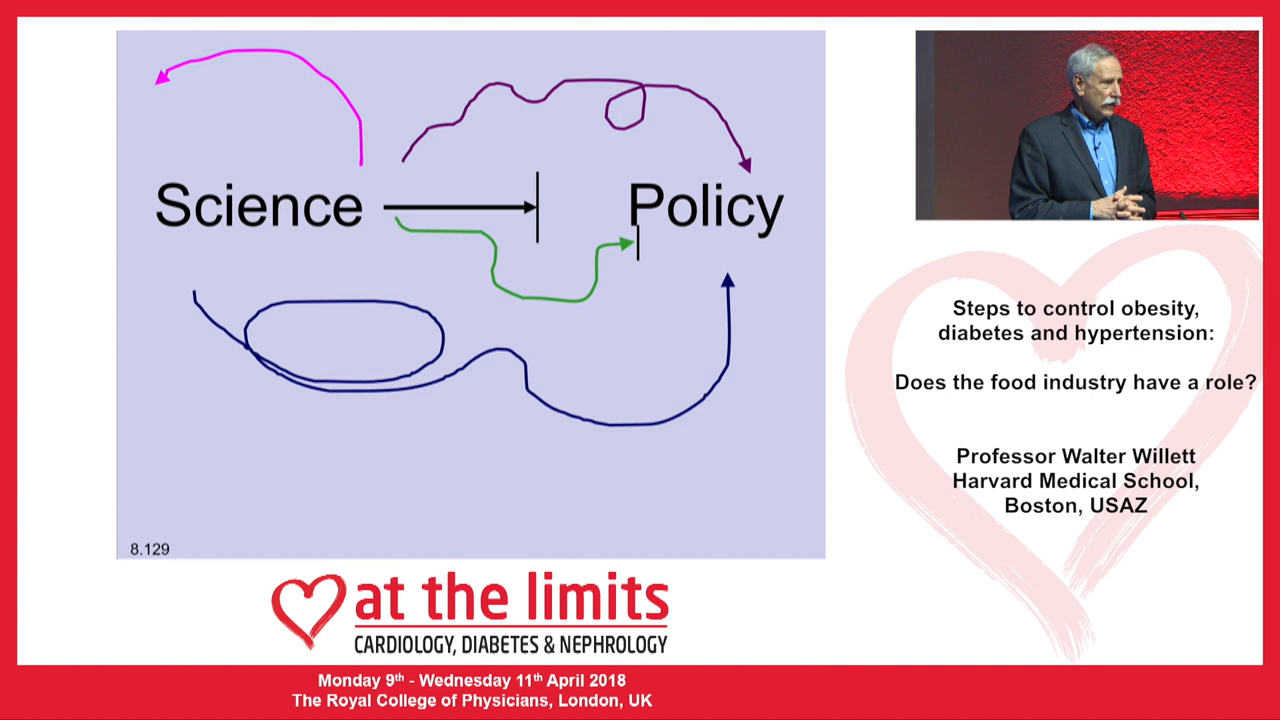 Science
Policy
8.129
at the limits
CARDIOLOGY, DIABETES & NEPHROLOGY
Steps to control obesity,
diabetes and hypertension:
Does the food industry have a role?
Professor Walter Willett
Harvard Medical School,
Boston, USAZ
Monday 9th - Wednesday 11th April 2018
The Royal College of Physicians, London, UK